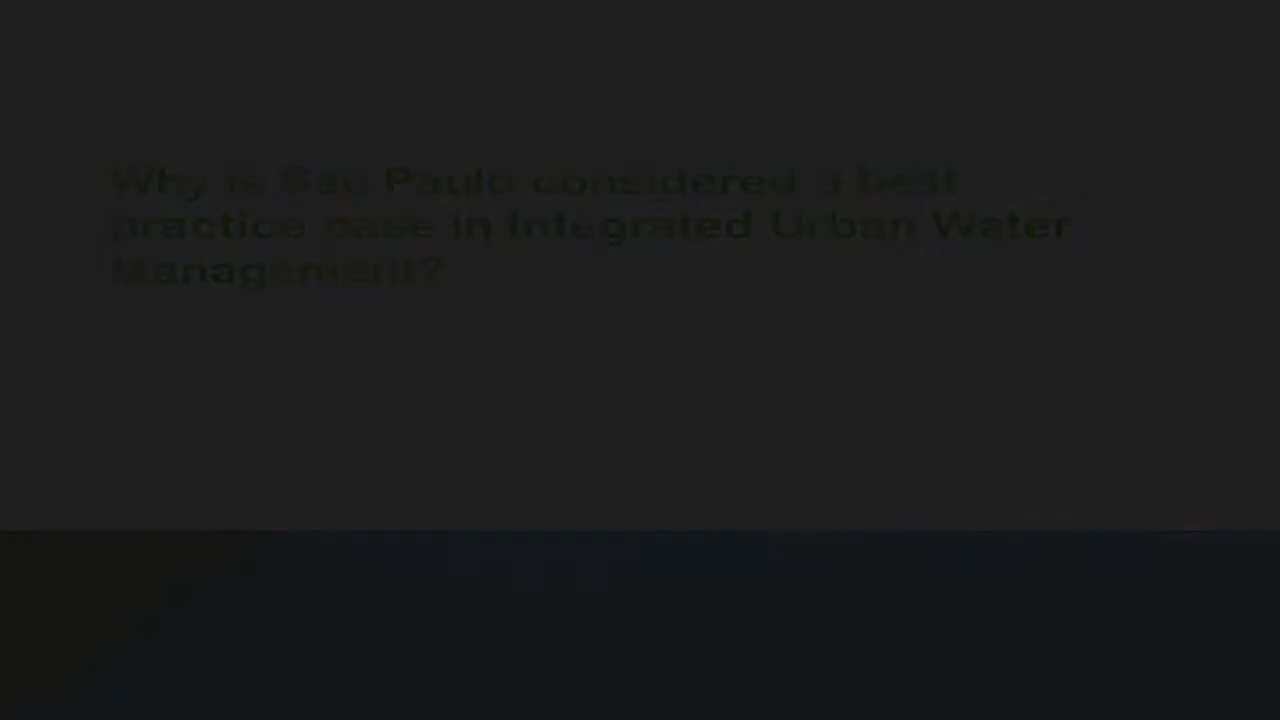 Why is Sao Paulo considered a best
practice case in Integrated Urban Water
Management?